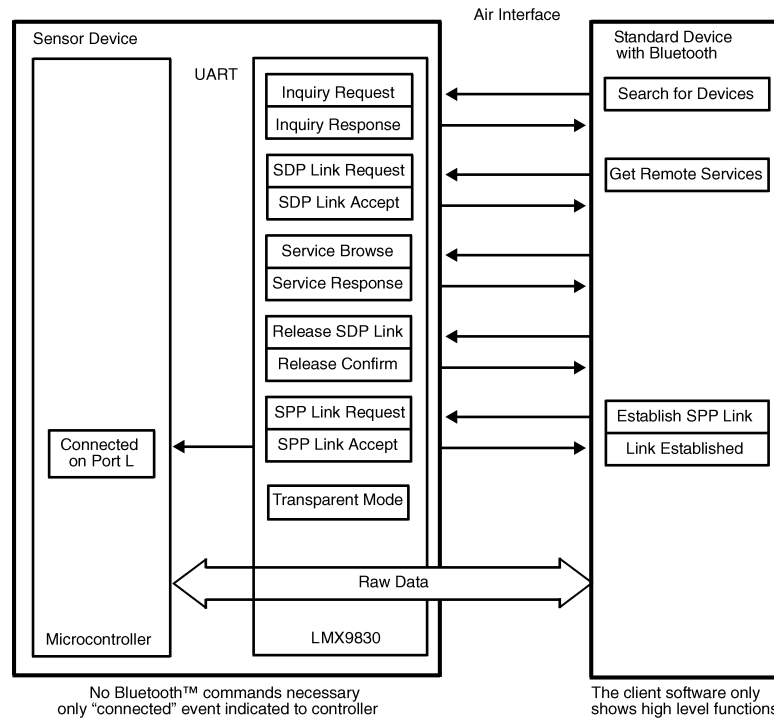 Air Interface
Sensor Device
Standard Device
with Bluetooth
UART
Inquiry Request
Search for Devices
Inquiry Response
SDP Link Request
Get Remote Services
SDP Link Accept
Service Browse
Service Response
Release SDP Link
Release Confirm
SPP Link Request
Establish SPP Link
Connected
on Port L
SPP Link Accept
Link Established
Transparent Mode
Raw Data
Microcontroller
LMX9830
No Bluetooth™ commands necessary
only “connected” event indicated to controller
The client software only
shows high level functions